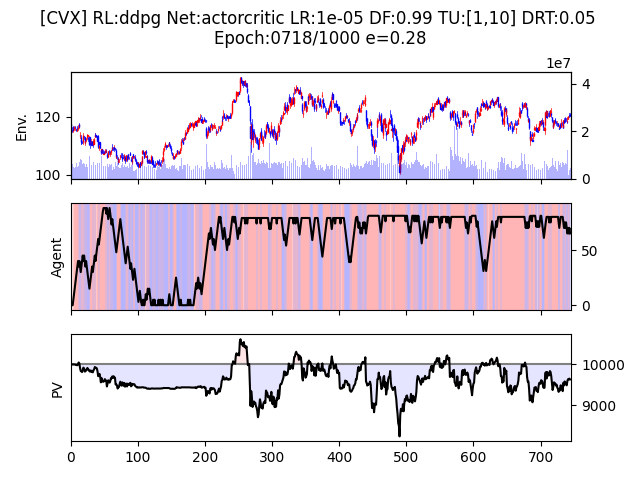 [CVX] RL:ddpg Net:actorcritic LR:1e-05 DF:0.99 TU:[1,10] DRT:0.05
Epoch:0718/1000 e=0.28
1e7
Env.
120
100
4
2
0
Agent
50
0
PV
10000
9000
0 100 200 300 400 500 600 700